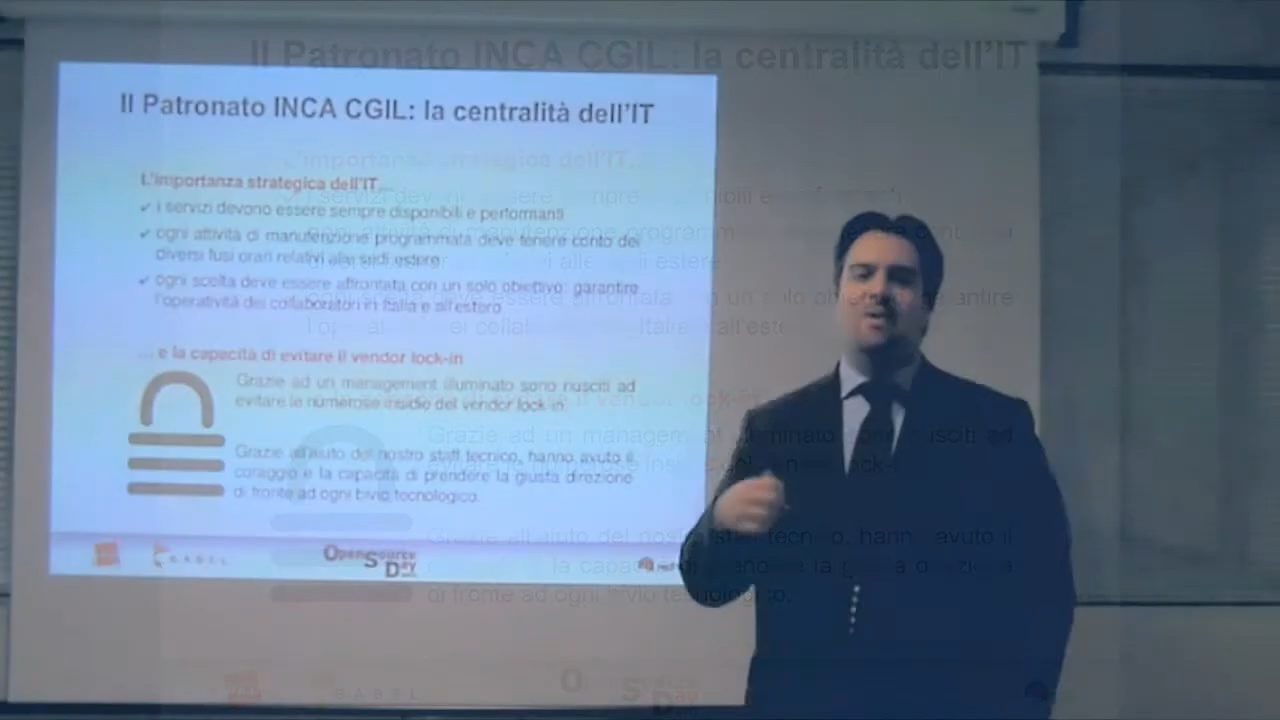 Il Patronato INCA CGIL: la centralità dell'IT
L'importanza strategica dell'IT...
✓ i servizi devono essere sempre disponibili e performanti
✓ ogni attività di manutenzione programmata deve tenere conto dei
diversi fusi orari relativi alle sedi estere
✓ ogni scelta deve essere affrontata con un solo obiettivo: garantire
l'operatività dei collaboratori in Italia e all'estero
... e la capacità di evitare il vendor lock-in
Grazie ad un management illuminato sono riusciti ad
evitare le numerose insidie del vendor lock-in.
Grazie all'aiuto del nostro staff tecnico, hanno avuto il
coraggio e la capacità di prendere la giusta direzione
di fronte ad ogni bivio tecnologico.
BABEL
OpenSource
Day